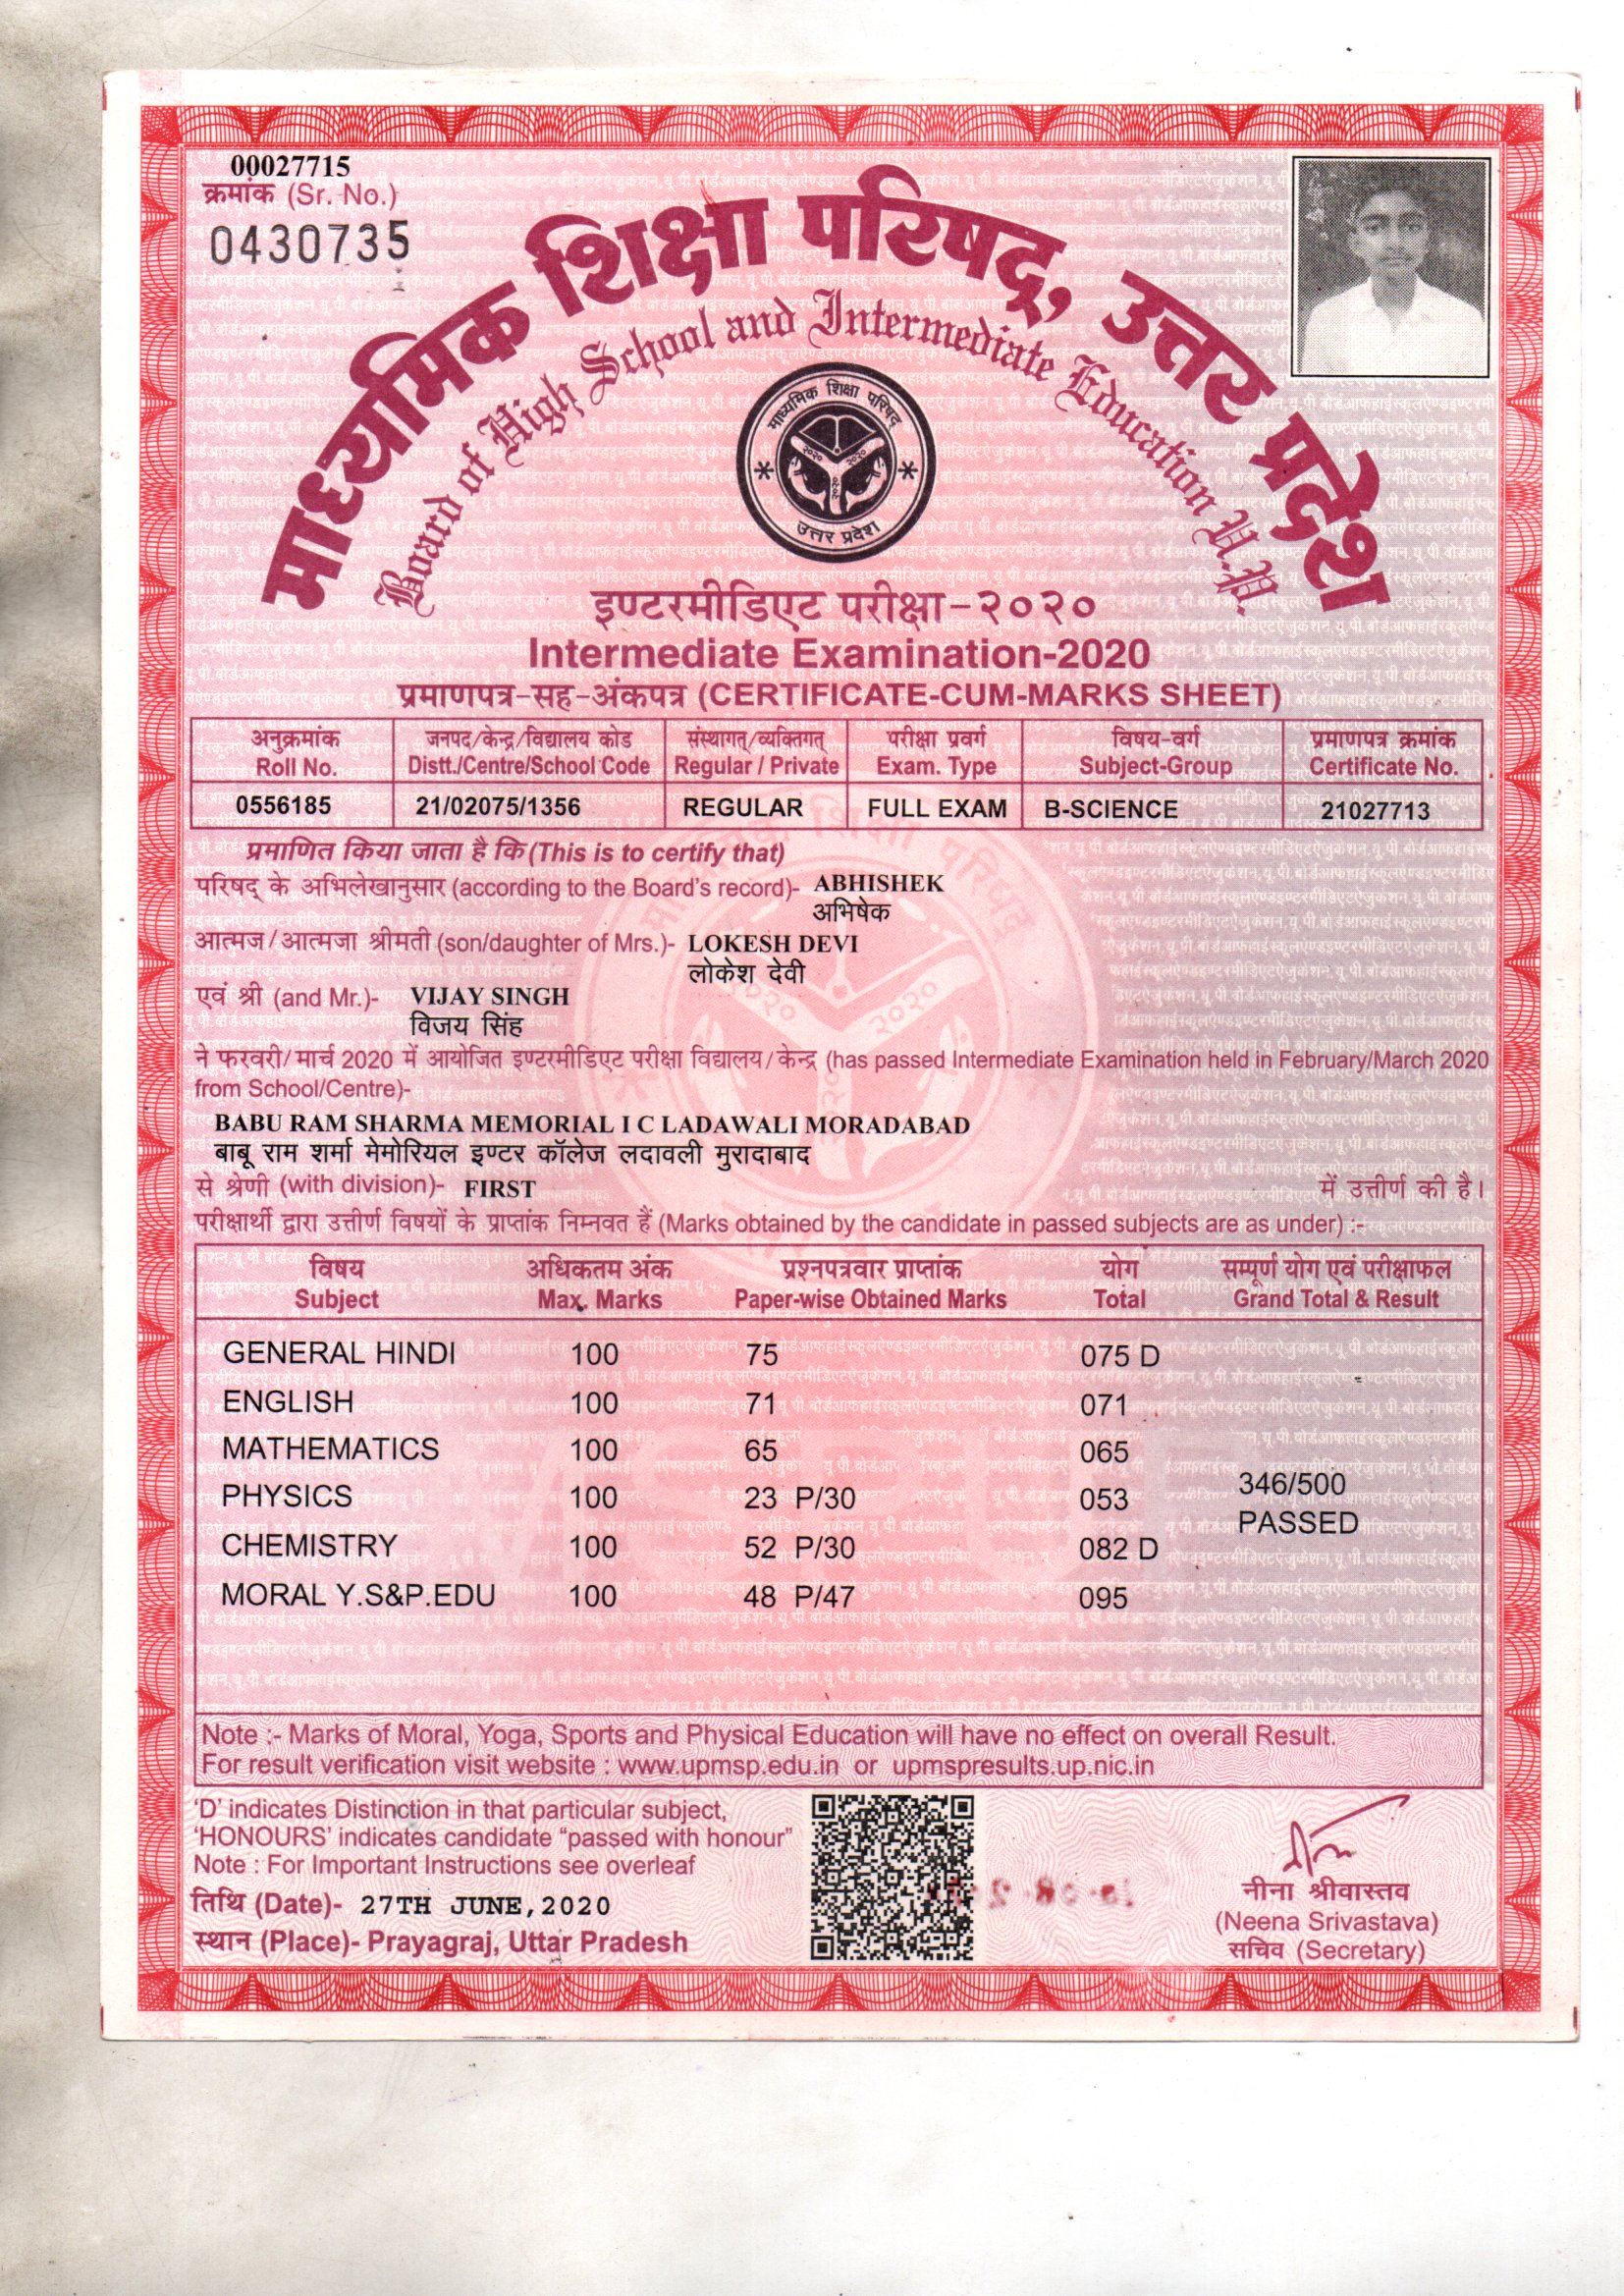 00027715
क्रमांक (Sr. No.)
0430735
माध्यमिक शिक्षा परिषद्, उत्तर प्रदेश
Board of High School and Intermediate Education U.P.
माध्यमिक शिक्षा परिषद्
उत्तर प्रदेश
इण्टरमीडिएट परीक्षा-२०२०
Intermediate Examination-2020
प्रमाणपत्र-सह-अंकपत्र (CERTIFICATE-CUM-MARKS SHEET)
अनुक्रमांक जनपद/केन्द्र/विद्यालय कोड संस्थागत्/व्यक्तिगत् परीक्षा प्रवर्ग विषय-वर्ग प्रमाणपत्र क्रमांक
Roll No. Distt./Centre/School Code Regular / Private Exam. Type Subject-Group Certificate No.
0556185 21/02075/1356 REGULAR FULL EXAM B-SCIENCE 21027713
प्रमाणित किया जाता है कि (This is to certify that)
परिषद् के अभिलेखानुसार (according to the Board's record)- ABHISHEK
अभिषेक
आत्मज/आत्मजा श्रीमती (son/daughter of Mrs.)- LOKESH DEVI
लोकेश देवी
एवं श्री (and Mr.)- VIJAY SINGH
विजय सिंह
ने फरवरी/मार्च 2020 में आयोजित इण्टरमीडिएट परीक्षा विद्यालय/केन्द्र (has passed Intermediate Examination held in February/March 2020
from School/Centre)-
BABU RAM SHARMA MEMORIAL I C LADAWALI MORADABAD
बाबू राम शर्मा मेमोरियल इण्टर कॉलेज लदावली मुरादाबाद
से श्रेणी (with division)- FIRST में उत्तीर्ण की है।
परीक्षार्थी द्वारा उत्तीर्ण विषयों के प्राप्तांक निम्नवत हैं (Marks obtained by the candidate in passed subjects are as under) :-
विषय अधिकतम अंक प्रश्नपत्रवार प्राप्तांक योग सम्पूर्ण योग एवं परीक्षाफल
Subject Max. Marks Paper-wise Obtained Marks Total Grand Total & Result
GENERAL HINDI 100 75 075 D
ENGLISH 100 71 071
MATHEMATICS 100 65 065
346/500
PHYSICS 100 23 P/30 053
PASSED
CHEMISTRY 100 52 P/30 082 D
MORAL Y.S&P.EDU 100 48 P/47 095
Note :- Marks of Moral, Yoga, Sports and Physical Education will have no effect on overall Result.
For result verification visit website : www.upmsp.edu.in or upmspresults.up.nic.in
'D' indicates Distinction in that particular subject,
'HONOURS' indicates candidate "passed with honour"
Note : For Important Instructions see overleaf
तिथि (Date)- 27TH JUNE,2020
स्थान (Place)- Prayagraj, Uttar Pradesh
नीना श्रीवास्तव
(Neena Srivastava)
सचिव (Secretary)